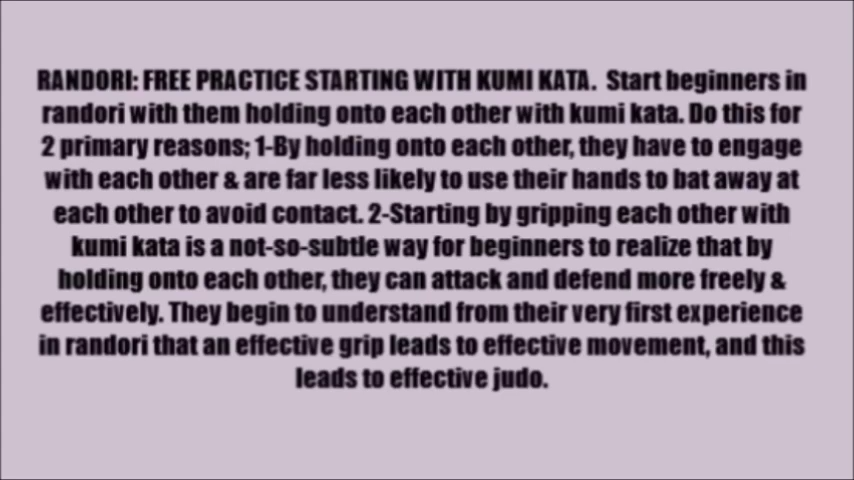 RANDORI: FREE PRACTICE STARTING WITH KUMI KATA.  Start beginners in
randori with them holding onto each other with kumi kata. Do this for
2 primary reasons; 1-By holding onto each other, they have to engage
with each other & are far less likely to use their hands to bat away at
each other to avoid contact. 2-Starting by gripping each other with
kumi kata is a not-so-subtle way for beginners to realize that by
holding onto each other, they can attack and defend more freely &
effectively. They begin to understand from their very first experience
in randori that an effective grip leads to effective movement, and this
leads to effective judo.